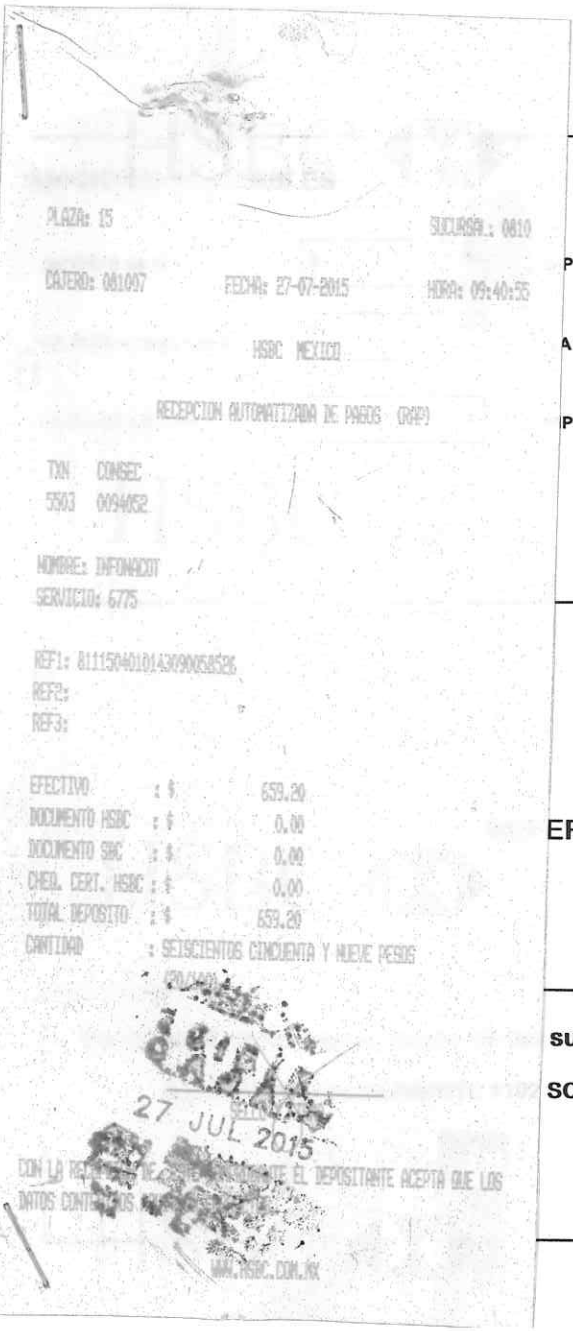 PLAZA: 15 SUCURSAL: 0810
CAJERO: 081007 FECHA: 27-07-2015 HORA: 09:40:55
HSBC MEXICO
RECEPCION AUTOMATIZADA DE PAGOS (RAP)
TXN CONSEC
5503 0094052
NOMBRE: INFONACOT
SERVICIO: 6775
REF1: 8111504010143090058526
REF2:
REF3:
EFECTIVO : $ 659.20
DOCUMENTO HSBC : $ 0.00
DOCUMENTO SBC : $ 0.00
CHEQ. CERT. HSBC : $ 0.00
TOTAL DEPOSITO : $ 659.20
CANTIDAD : SEISCIENTOS CINCUENTA Y NUEVE PESOS
27 JUL 2015
CON LA DE EL DEPOSITANTE ACEPTA QUE LOS
DATOS
WWW.HSBC.COM.MX